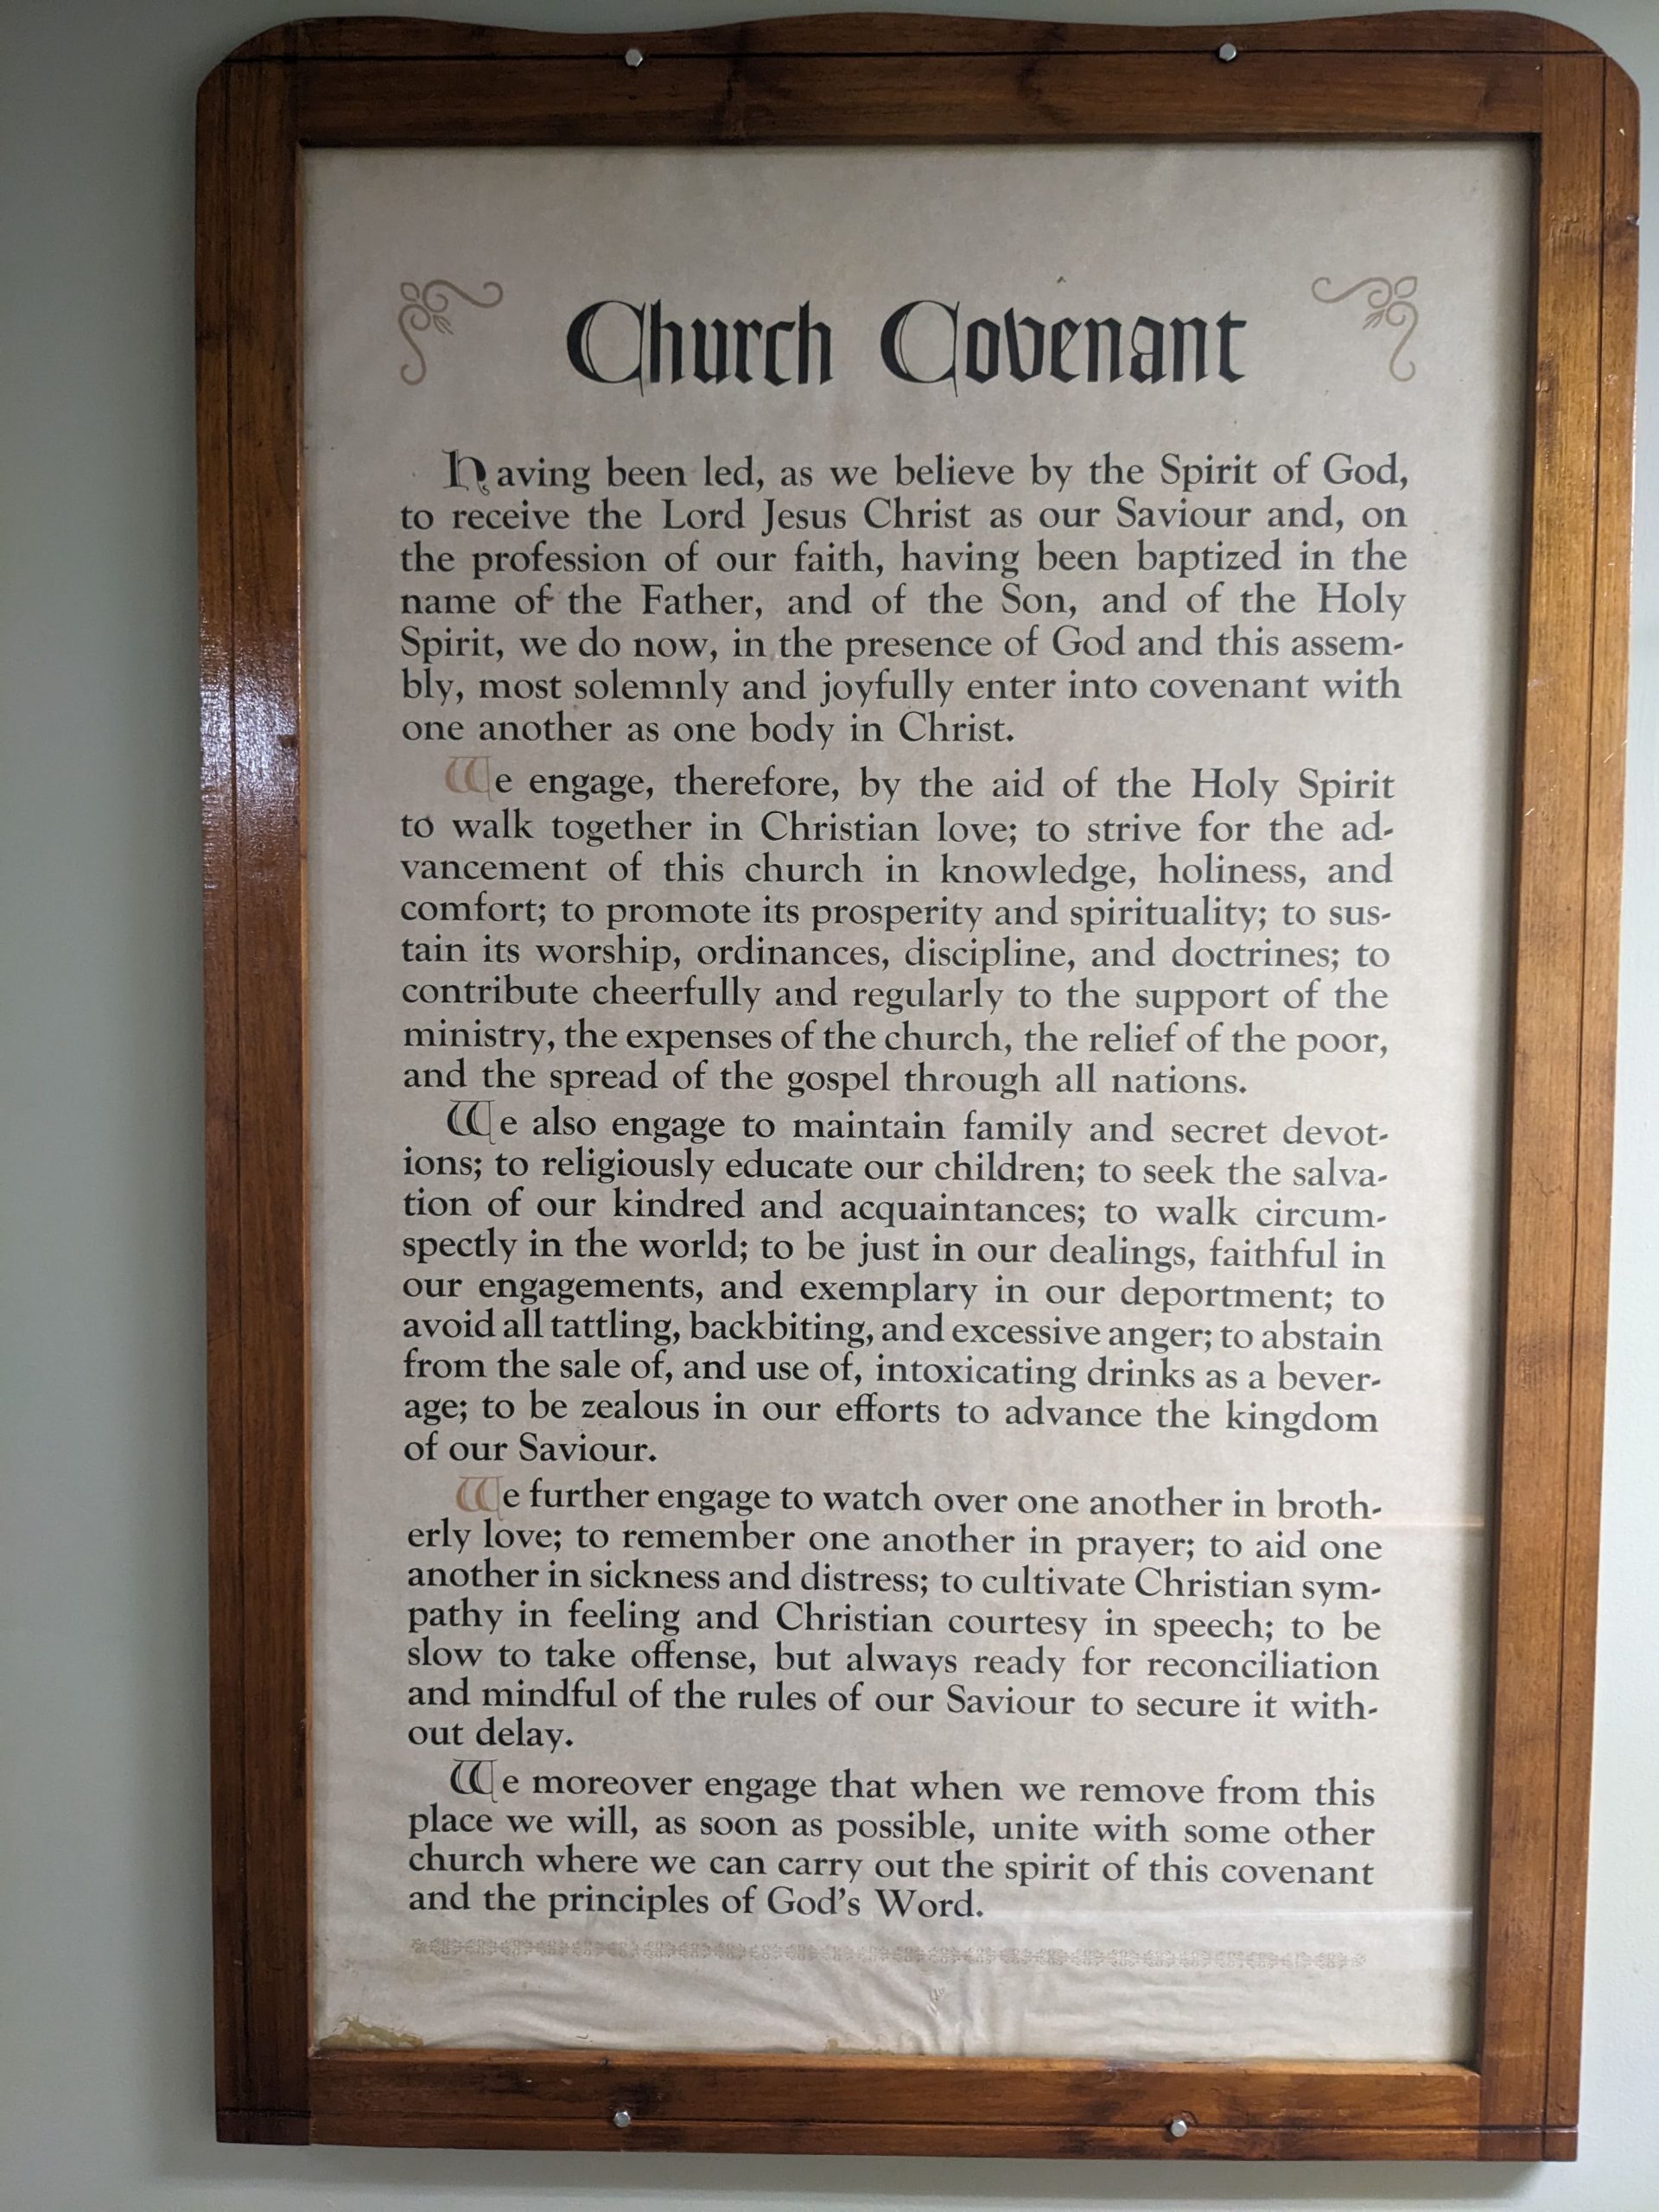 Church Covenant
Having been led, as we believe by the Spirit of God,
to receive the Lord Jesus Christ as our Saviour and, on
the profession of our faith, having been baptized in the
name of the Father, and of the Son, and of the Holy
Spirit, we do now, in the presence of God and this assem-
bly, most solemnly and joyfully enter into covenant with
one another as one body in Christ.
We engage, therefore, by the aid of the Holy Spirit
to walk together in Christian love; to strive for the ad-
vancement of this church in knowledge, holiness, and
comfort; to promote its prosperity and spirituality; to sus-
tain its worship, ordinances, discipline, and doctrines; to
contribute cheerfully and regularly to the support of the
ministry, the expenses of the church, the relief of the poor,
and the spread of the gospel through all nations.
We also engage to maintain family and secret devot-
ions; to religiously educate our children; to seek the salva-
tion of our kindred and acquaintances; to walk circum-
spectly in the world; to be just in our dealings, faithful in
our engagements, and exemplary in our deportment; to
avoid all tattling, backbiting, and excessive anger; to abstain
from the sale of, and use of, intoxicating drinks as a bever-
age; to be zealous in our efforts to advance the kingdom
of our Saviour.
We further engage to watch over one another in broth-
erly love; to remember one another in prayer; to aid one
another in sickness and distress; to cultivate Christian sym-
pathy in feeling and Christian courtesy in speech; to be
slow to take offense, but always ready for reconciliation
and mindful of the rules of our Saviour to secure it with-
out delay.
We moreover engage that when we remove from this
place we will, as soon as possible, unite with some other
church where we can carry out the spirit of this covenant
and the principles of God's Word.